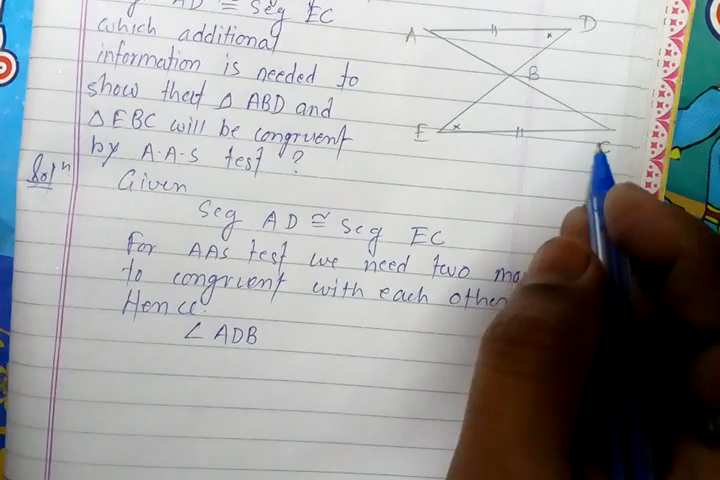 AD ≅ Seg EC
which additional
information is needed to
show that Δ ABD and
Δ EBC will be congruent
by A-A-S test ?
Solⁿ Given
Seg AD ≅ Seg EC
For AAS test we need two
to congruent with each other
Hence.
∠ ADB
A
D
B
E
C